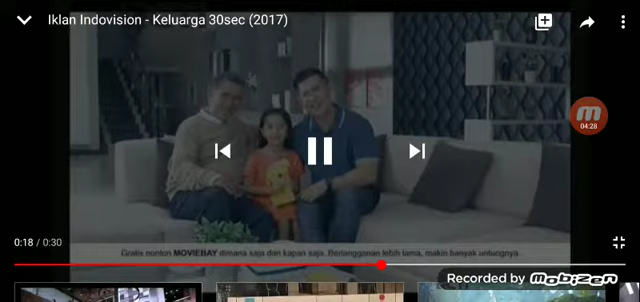 Iklan Indovision - Keluarga 30sec (2017)
04:28
Gratis nonton MOVIEBAY dimana saja dan kapan saja. Berlangganan lebih lama, makin banyak untungnya.
0:18 / 0:30
Recorded by mobizen